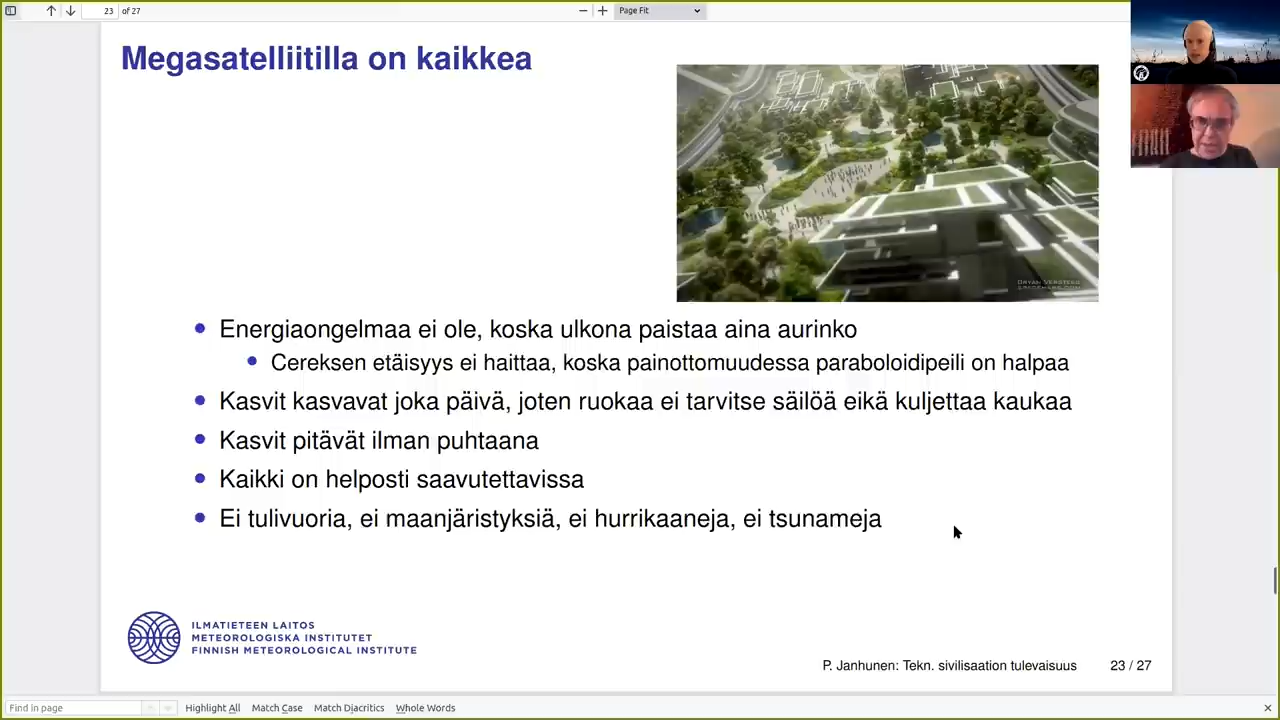 23 of 27
Page Fit
Megasatelliitilla on kaikkea
BRYAN VERSTEEG
SPACEHABS.COM
Energiaongelmaa ei ole, koska ulkona paistaa aina aurinko
Cereksen etäisyys ei haittaa, koska painottomuudessa paraboloidipeili on halpaa
Kasvit kasvavat joka päivä, joten ruokaa ei tarvitse säilöä eikä kuljettaa kaukaa
Kasvit pitävät ilman puhtaana
Kaikki on helposti saavutettavissa
Ei tulivuoria, ei maanjäristyksiä, ei hurrikaaneja, ei tsunameja
ILMATIETEEN LAITOS
METEOROLOGISKA INSTITUTET
FINNISH METEOROLOGICAL INSTITUTE
P. Janhunen: Tekn. sivilisaation tulevaisuus 23 / 27
Find in page Highlight All Match Case Match Diacritics Whole Words